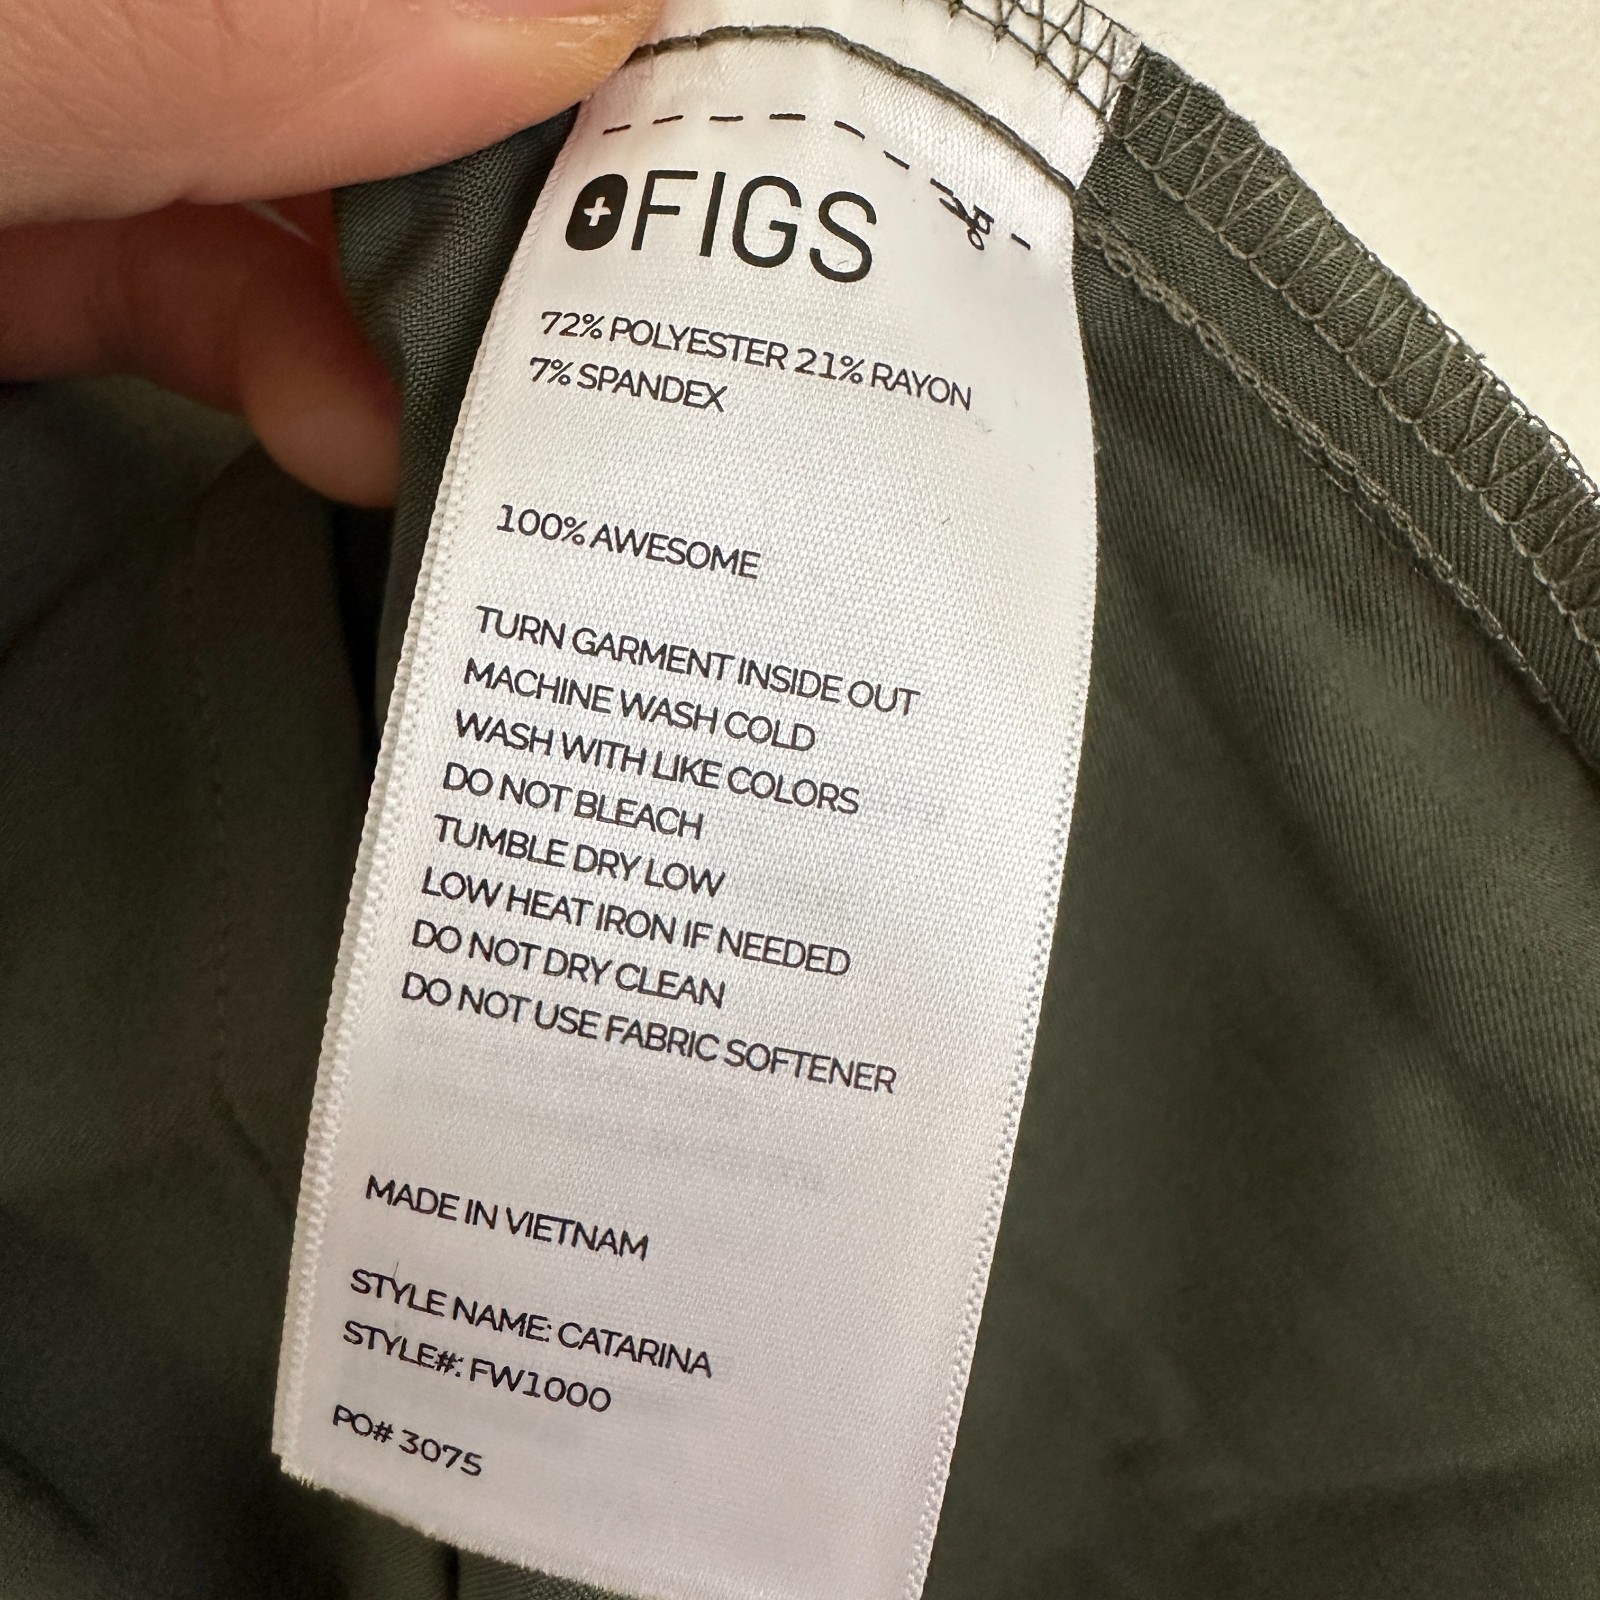 FIGS
72% POLYESTER 21% RAYON
7% SPANDEX
100% AWESOME
TURN GARMENT INSIDE OUT
MACHINE WASH COLD
WASH WITH LIKE COLORS
DO NOT BLEACH
TUMBLE DRY LOW
LOW HEAT IRON IF NEEDED
DO NOT DRY CLEAN
DO NOT USE FABRIC SOFTENER
MADE IN VIETNAM
STYLE NAME: CATARINA
STYLE#: FW1000
PO# 3075